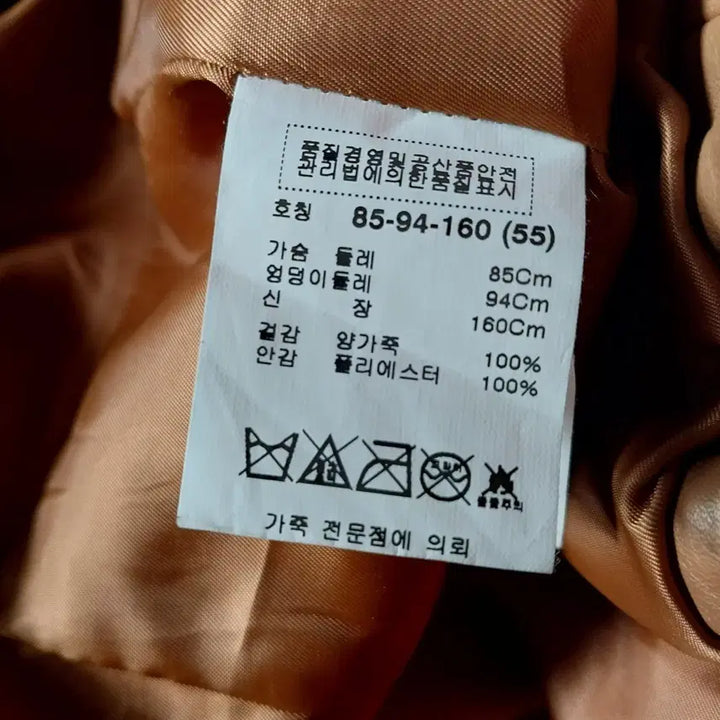 품질경영및공산품안전
관리법에의한품질표시
호칭 85-94-160 (55)
가슴 둘레 85Cm
엉덩이둘레 94Cm
신 장 160Cm
겉감 양가죽 100%
안감 폴리에스터 100%
Sun
가죽 전문점에 의뢰